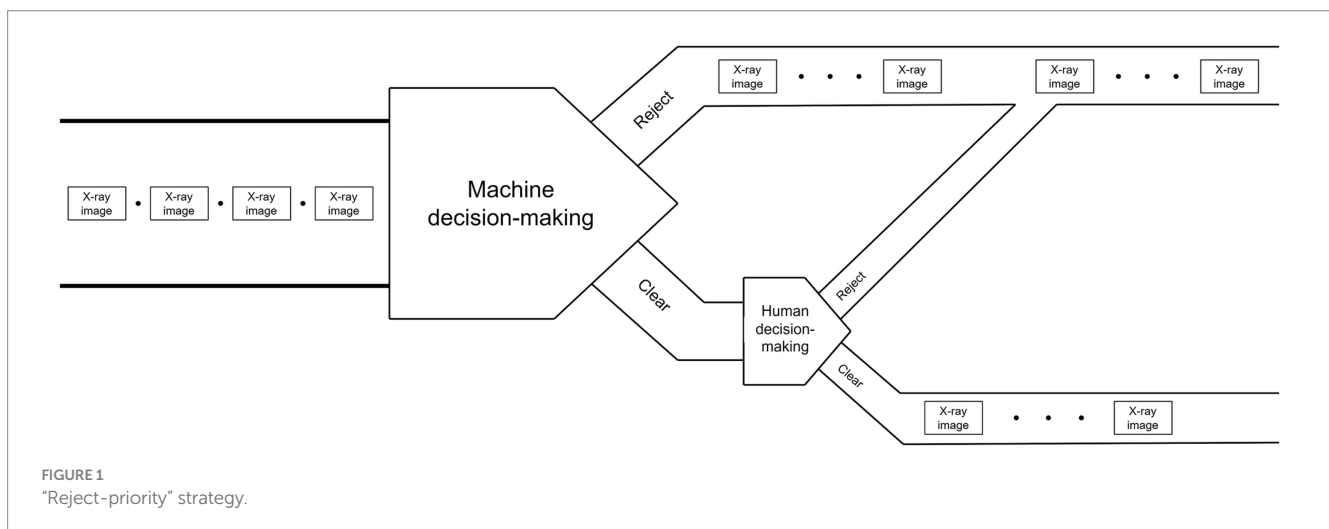 X-ray
image
X-ray
image
X-ray
image
X-ray
image
Machine
decision-making
Reject
X-ray
image
X-ray
image
X-ray
image
X-ray
image
Clear
Human
decision-
making
Reject
Clear
X-ray
image
X-ray
image
FIGURE 1
"Reject-priority" strategy.